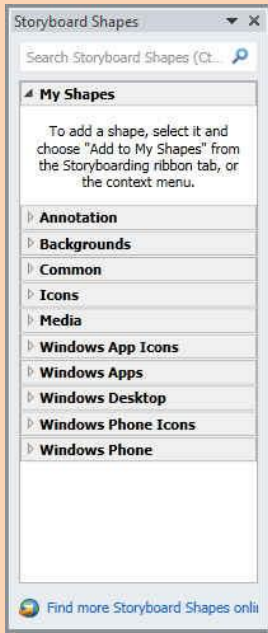 Storyboard Shapes
Search Storyboard Shapes (Ct...
My Shapes
To add a shape, select it and
choose "Add to My Shapes" from
the Storyboarding ribbon tab, or
the context menu.
Annotation
Backgrounds
Common
Icons
Media
Windows App Icons
Windows Apps
Windows Desktop
Windows Phone Icons
Windows Phone
Find more Storyboard Shapes onli